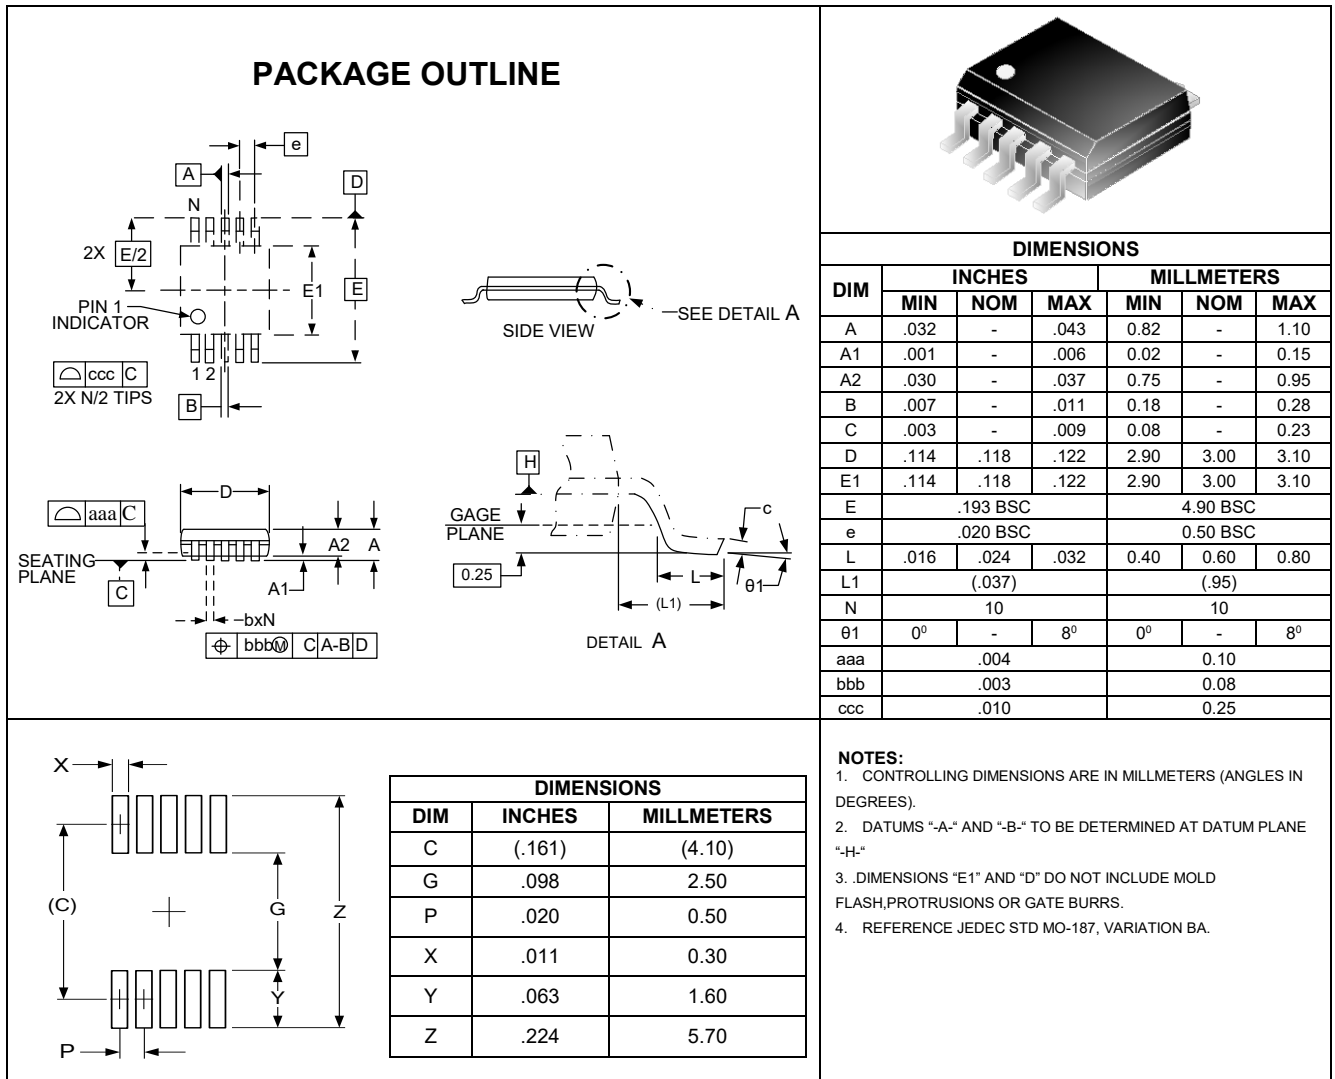 PACKAGE OUTLINE
e
A
D
N
2X E/2
E1
E
PIN 1
INDICATOR
1 2
ccc C
2X N/2 TIPS
B
SIDE VIEW
SEE DETAIL A
D
aaa C
SEATING
PLANE
C
A2
A
A1
bxN
bbbⓂ C A-B D
H
GAGE
PLANE
0.25
c
L
θ1
(L1)
DETAIL A
DIMENSIONS
DIM INCHES MILLMETERS
MIN NOM MAX MIN NOM MAX
A .032 - .043 0.82 - 1.10
A1 .001 - .006 0.02 - 0.15
A2 .030 - .037 0.75 - 0.95
B .007 - .011 0.18 - 0.28
C .003 - .009 0.08 - 0.23
D .114 .118 .122 2.90 3.00 3.10
E1 .114 .118 .122 2.90 3.00 3.10
E .193 BSC 4.90 BSC
e .020 BSC 0.50 BSC
L .016 .024 .032 0.40 0.60 0.80
L1 (.037) (.95)
N 10 10
θ1 0⁰ - 8⁰ 0⁰ - 8⁰
aaa .004 0.10
bbb .003 0.08
ccc .010 0.25
X
(C)
G
Z
Y
P
DIMENSIONS
DIM INCHES MILLMETERS
C (.161) (4.10)
G .098 2.50
P .020 0.50
X .011 0.30
Y .063 1.60
Z .224 5.70
NOTES:
1. CONTROLLING DIMENSIONS ARE IN MILLMETERS (ANGLES IN
DEGREES).
2. DATUMS “-A-“ AND “-B-“ TO BE DETERMINED AT DATUM PLANE
“-H-“
3. .DIMENSIONS “E1” AND “D” DO NOT INCLUDE MOLD
FLASH,PROTRUSIONS OR GATE BURRS.
4. REFERENCE JEDEC STD MO-187, VARIATION BA.